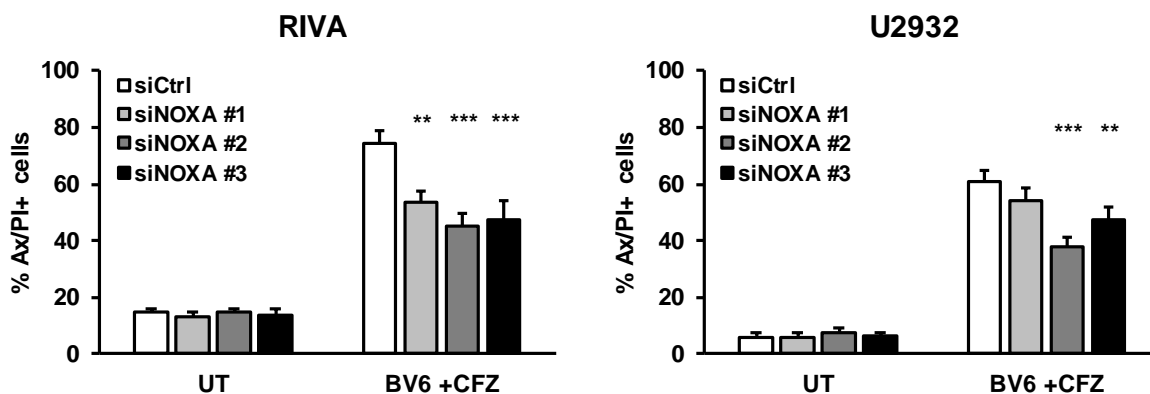 RIVA
% Ax/PI+ cells
100
80
60
40
20
0
siCtrl
siNOXA #1
siNOXA #2
siNOXA #3
** *** ***
UT
BV6 +CFZ
U2932
% Ax/PI+ cells
100
80
60
40
20
0
siCtrl
siNOXA #1
siNOXA #2
siNOXA #3
*** **
UT
BV6 +CFZ